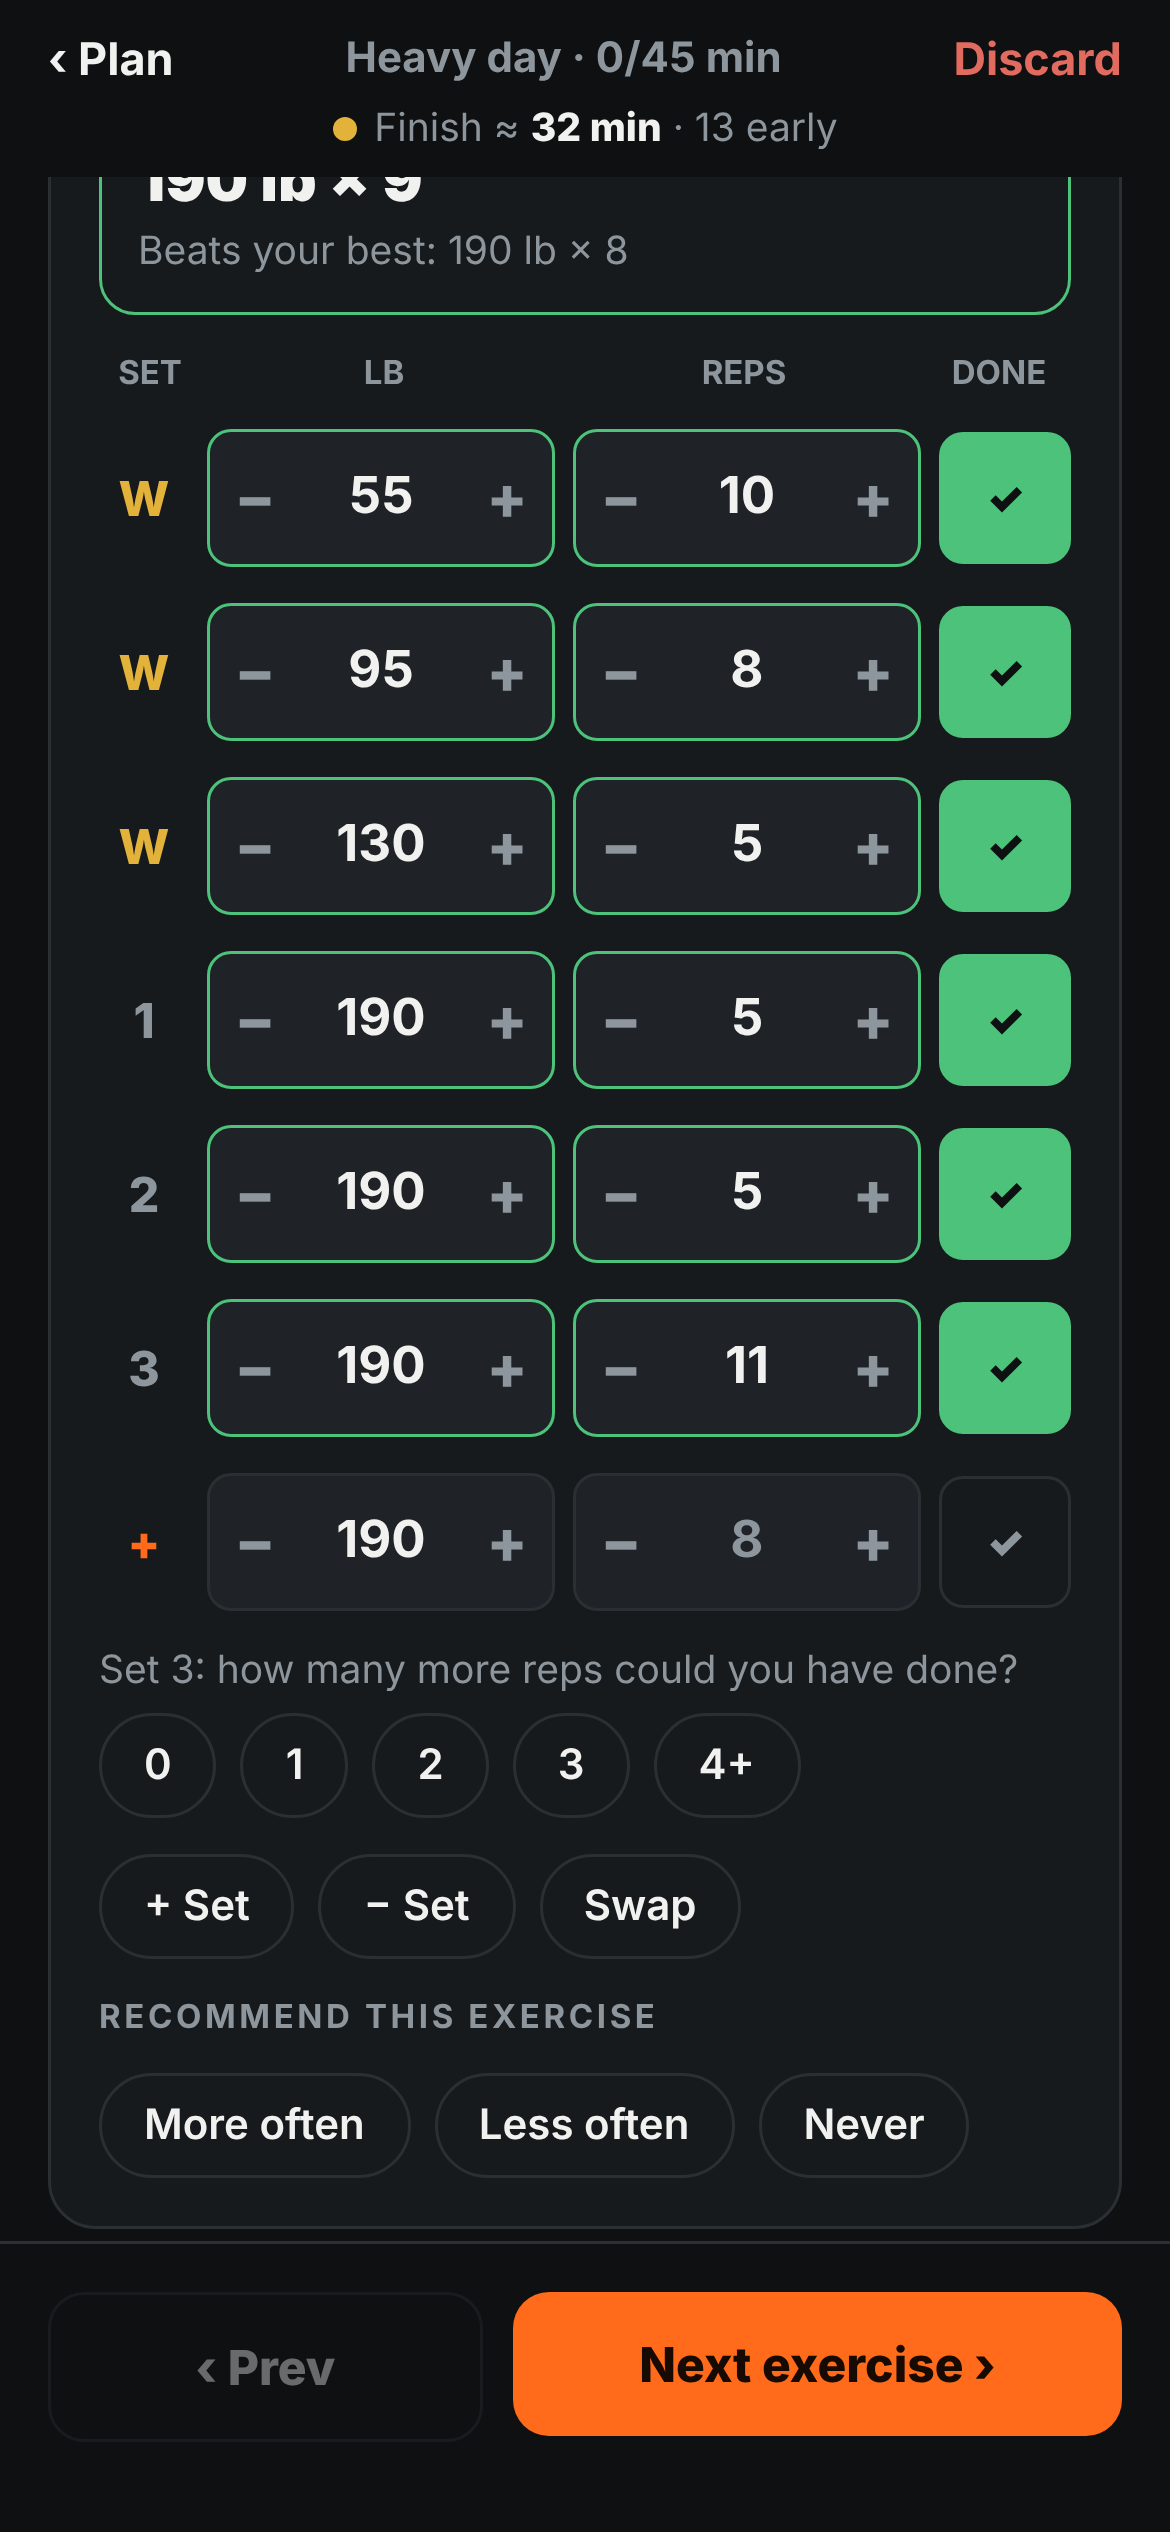 ‹ Plan
Heavy day · 0/45 min
Discard
Finish ≈ 32 min · 13 early
190 lb × 9
Beats your best: 190 lb × 8
SET LB REPS DONE
W − 55 + − 10 + ✓
W − 95 + − 8 + ✓
W − 130 + − 5 + ✓
1 − 190 + − 5 + ✓
2 − 190 + − 5 + ✓
3 − 190 + − 11 + ✓
+ − 190 + − 8 + ✓
Set 3: how many more reps could you have done?
0 1 2 3 4+
+ Set − Set Swap
RECOMMEND THIS EXERCISE
More often Less often Never
‹ Prev Next exercise ›